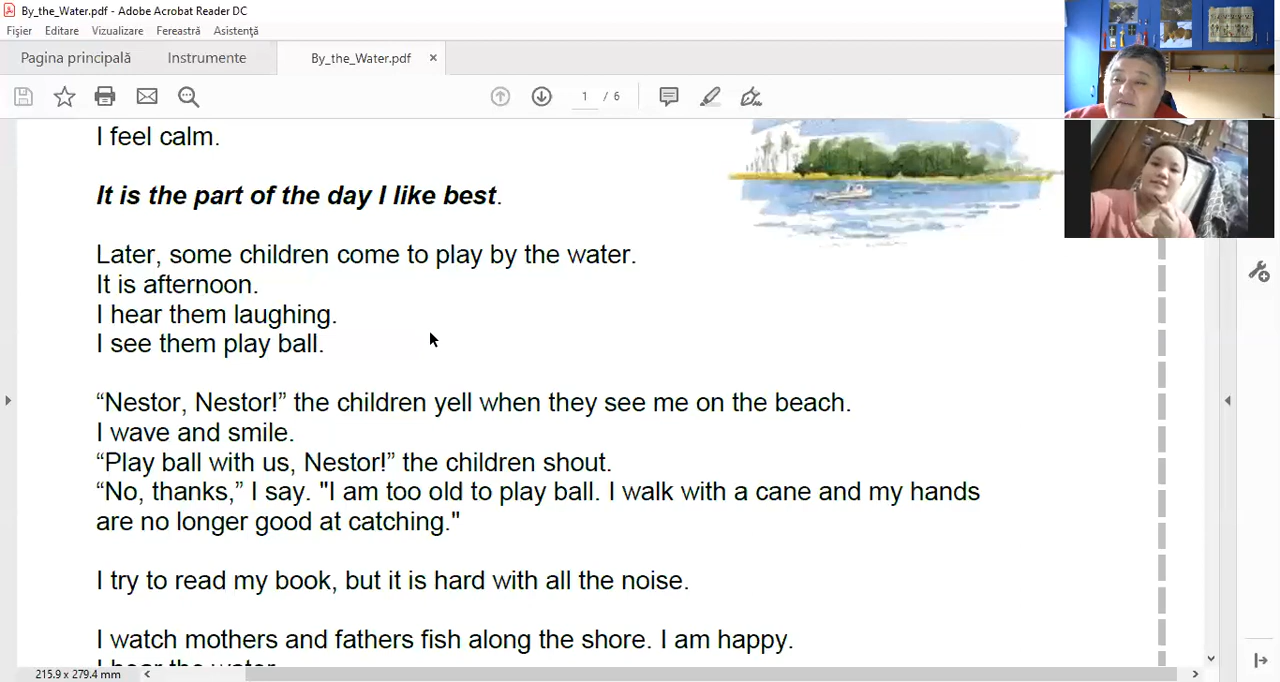 By_the_Water.pdf - Adobe Acrobat Reader DC
Fișier Editare Vizualizare Fereastră Asistență
Pagina principală Instrumente By_the_Water.pdf ×
1 / 6
I feel calm.
It is the part of the day I like best.
Later, some children come to play by the water.
It is afternoon.
I hear them laughing.
I see them play ball.
“Nestor, Nestor!” the children yell when they see me on the beach.
I wave and smile.
“Play ball with us, Nestor!” the children shout.
“No, thanks,” I say. "I am too old to play ball. I walk with a cane and my hands
are no longer good at catching."
I try to read my book, but it is hard with all the noise.
I watch mothers and fathers fish along the shore. I am happy.
I hear the water.
215.9 x 279.4 mm